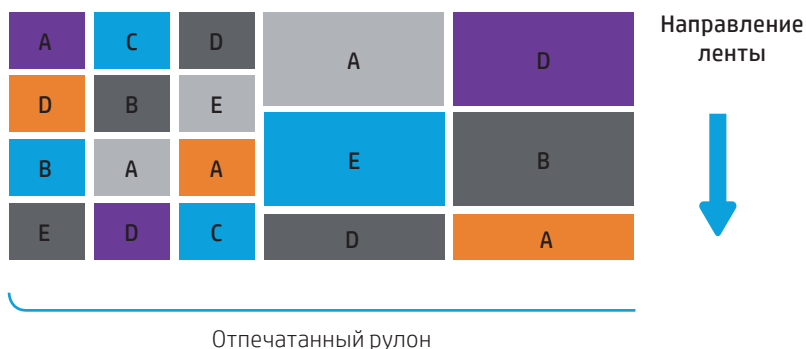 A C D
D B E
B A A
E D C
A D
E B
D A
Направление
ленты
Отпечатанный рулон